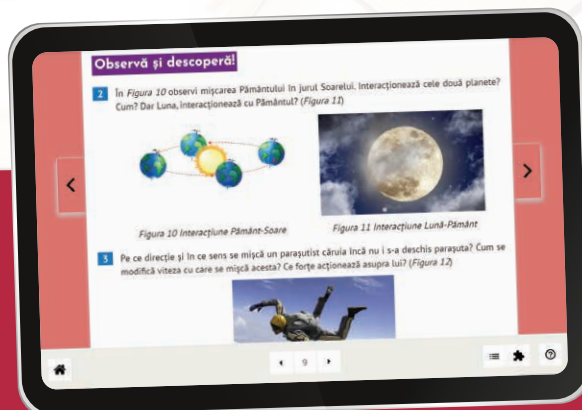 Observă și descoperă!
2 În Figura 10 observi mișcarea Pământului în jurul Soarelui. Interacționează cele două planete?
Cum? Dar Luna, interacționează cu Pământul? (Figura 11)
Figura 10 Interacțiune Pământ-Soare
Figura 11 Interacțiune Lună-Pământ
3 Pe ce direcție și în ce sens se mișcă un parașutist căruia încă nu i s-a deschis parașuta? Cum se
modifică viteza cu care se mișcă acesta? Ce forțe acționează asupra lui? (Figura 12)
9